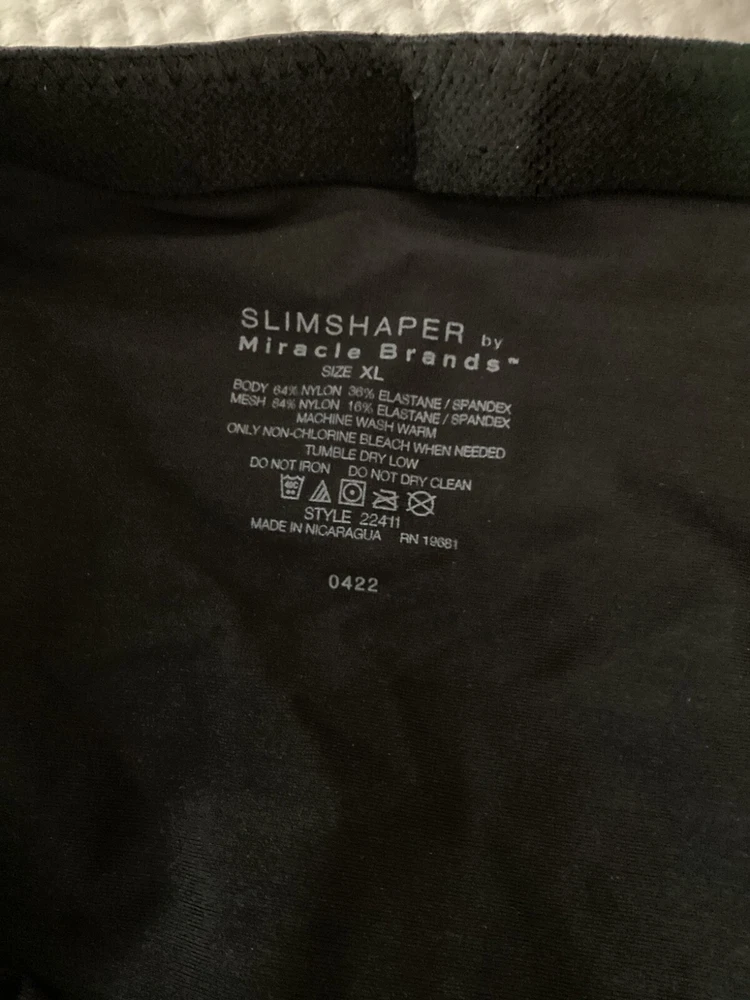 SLIMSHAPER by
Miracle Brands™
SIZE XL
BODY 64% NYLON 36% ELASTANE / SPANDEX
MESH 84% NYLON 16% ELASTANE / SPANDEX
MACHINE WASH WARM
ONLY NON-CHLORINE BLEACH WHEN NEEDED
TUMBLE DRY LOW
DO NOT IRON DO NOT DRY CLEAN
40C
STYLE 22411
MADE IN NICARAGUA RN 19681
0422